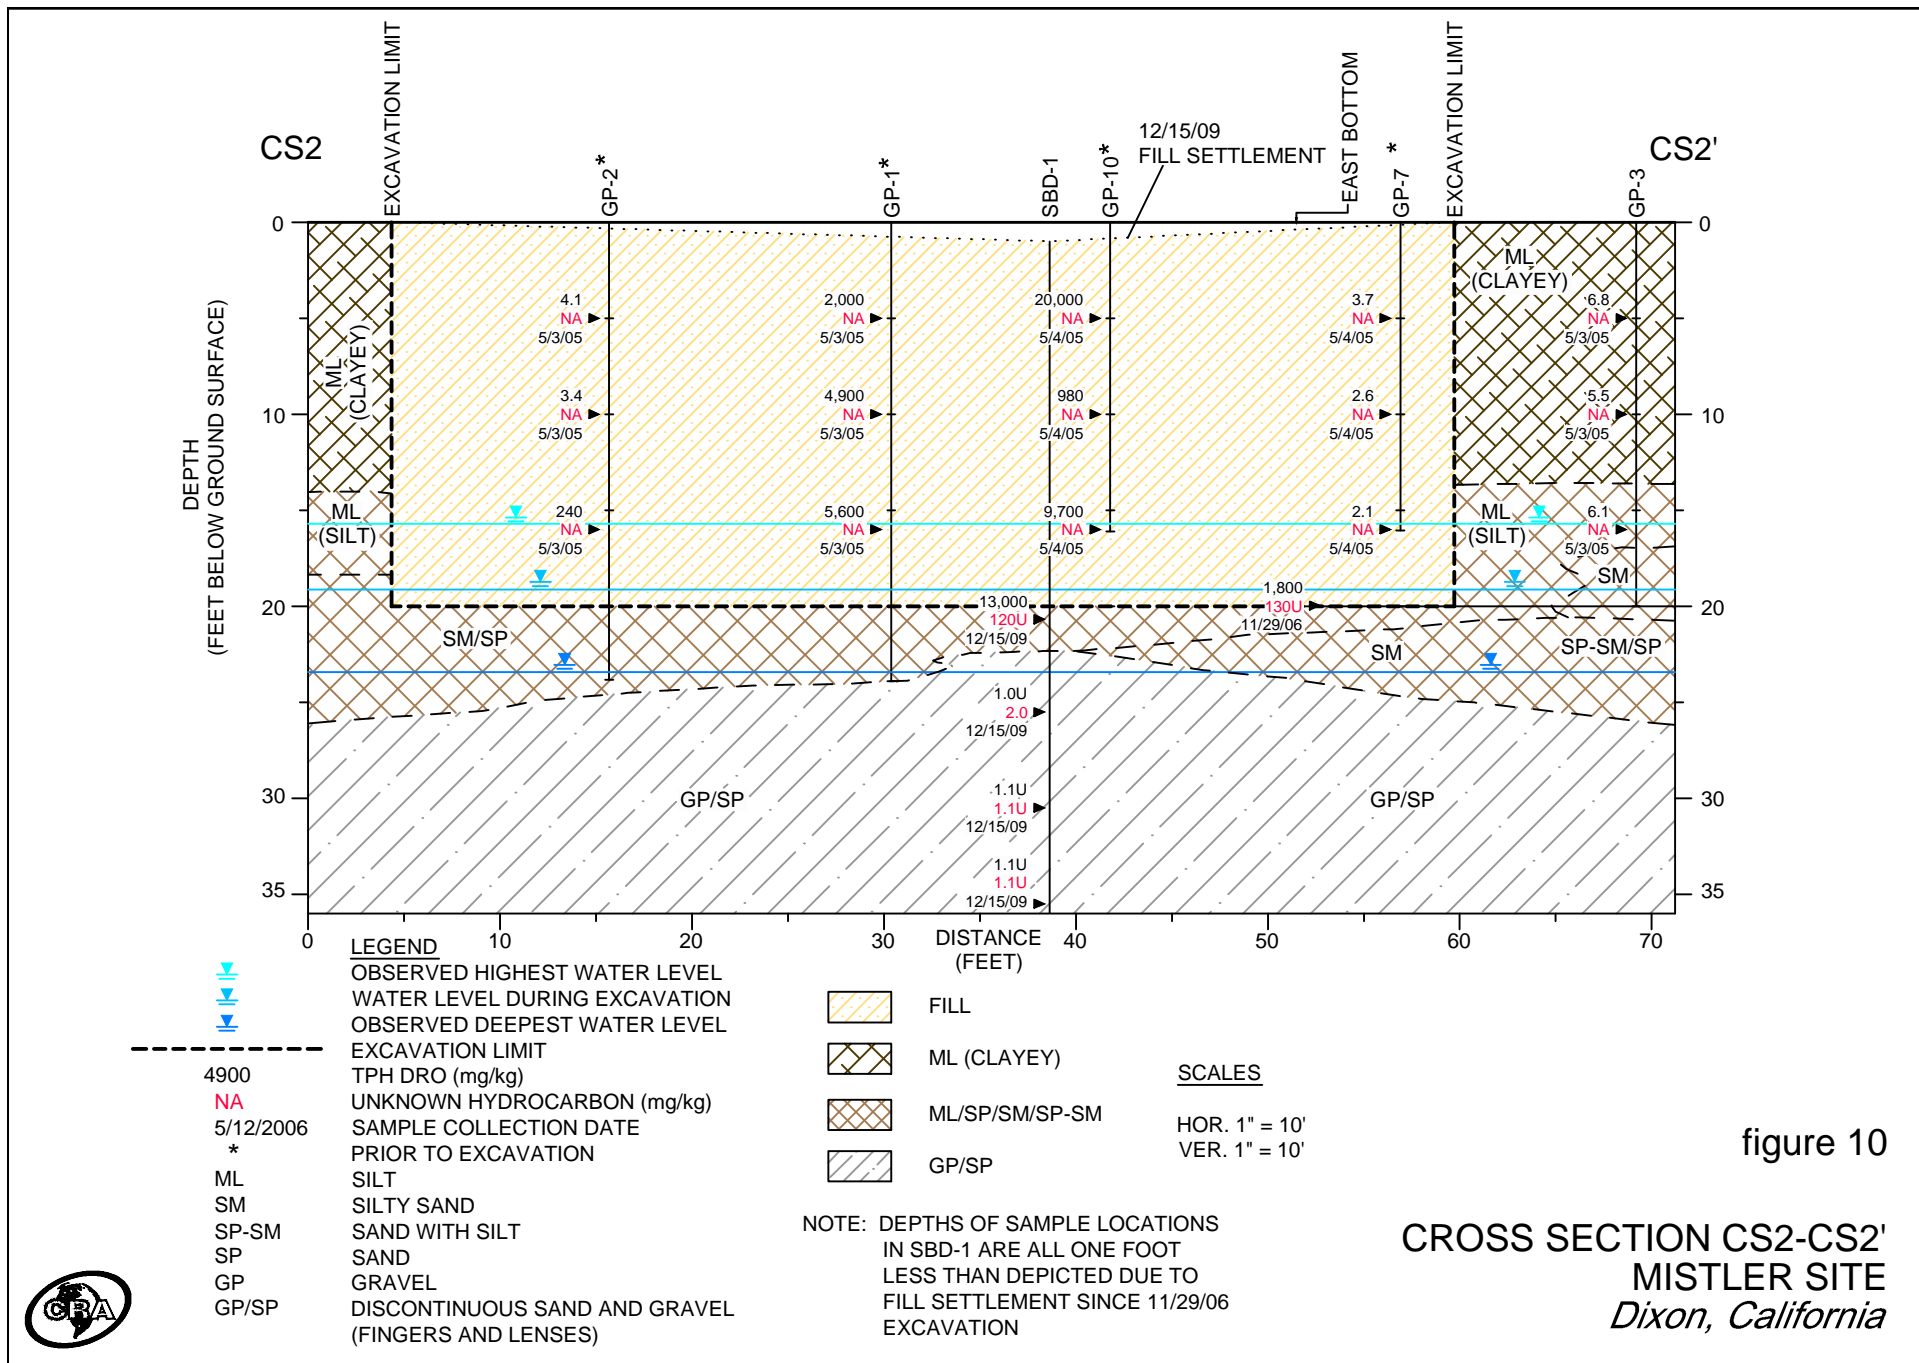 CS2
EXCAVATION LIMIT
GP-2*
GP-1*
SBD-1
GP-10*
12/15/09
FILL SETTLEMENT
EAST BOTTOM
GP-7 *
EXCAVATION LIMIT
CS2'
GP-3
DEPTH
(FEET BELOW GROUND SURFACE)
0
10
20
30
35
0
10
20
30
35
ML
(CLAYEY)
ML
(SILT)
4.1
NA
5/3/05
3.4
NA
5/3/05
240
NA
5/3/05
2,000
NA
5/3/05
4,900
NA
5/3/05
5,600
NA
5/3/05
20,000
NA
5/4/05
980
NA
5/4/05
9,700
NA
5/4/05
3.7
NA
5/4/05
2.6
NA
5/4/05
2.1
NA
5/4/05
ML
(CLAYEY)
6.8
NA
5/3/05
5.5
NA
5/3/05
ML
(SILT)
6.1
NA
5/3/05
SM
1,800
130U
11/29/06
13,000
120U
12/15/09
SM/SP
SM
SP-SM/SP
1.0U
2.0
12/15/09
1.1U
1.1U
12/15/09
1.1U
1.1U
12/15/09
GP/SP
GP/SP
0
10
20
30
40
50
60
70
DISTANCE
(FEET)
LEGEND
OBSERVED HIGHEST WATER LEVEL
WATER LEVEL DURING EXCAVATION
OBSERVED DEEPEST WATER LEVEL
EXCAVATION LIMIT
4900 TPH DRO (mg/kg)
NA UNKNOWN HYDROCARBON (mg/kg)
5/12/2006 SAMPLE COLLECTION DATE
* PRIOR TO EXCAVATION
ML SILT
SM SILTY SAND
SP-SM SAND WITH SILT
SP SAND
GP GRAVEL
GP/SP DISCONTINUOUS SAND AND GRAVEL
(FINGERS AND LENSES)
FILL
ML (CLAYEY)
ML/SP/SM/SP-SM
GP/SP
SCALES
HOR. 1" = 10'
VER. 1" = 10'
NOTE: DEPTHS OF SAMPLE LOCATIONS
IN SBD-1 ARE ALL ONE FOOT
LESS THAN DEPICTED DUE TO
FILL SETTLEMENT SINCE 11/29/06
EXCAVATION
figure 10
CROSS SECTION CS2-CS2'
MISTLER SITE
Dixon, California
CRA